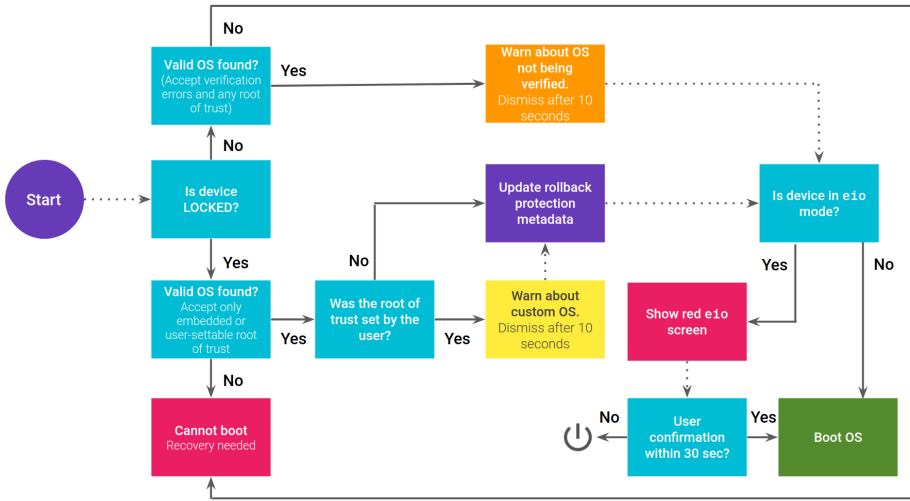 No
Valid OS found?
(Accept verification
errors and any root
of trust)
Yes
Warn about OS
not being
verified.
Dismiss after 10
seconds
No
Start
Is device
LOCKED?
Update rollback
protection
metadata
Is device in eio
mode?
Yes
No
Yes
No
Valid OS found?
Accept only
embedded or
user-settable root
of trust
Yes
Was the root of
trust set by the
user?
Yes
Warn about
custom OS.
Dismiss after 10
seconds
Show red eio
screen
No
Cannot boot
Recovery needed
No
User
confirmation
within 30 sec?
Yes
Boot OS